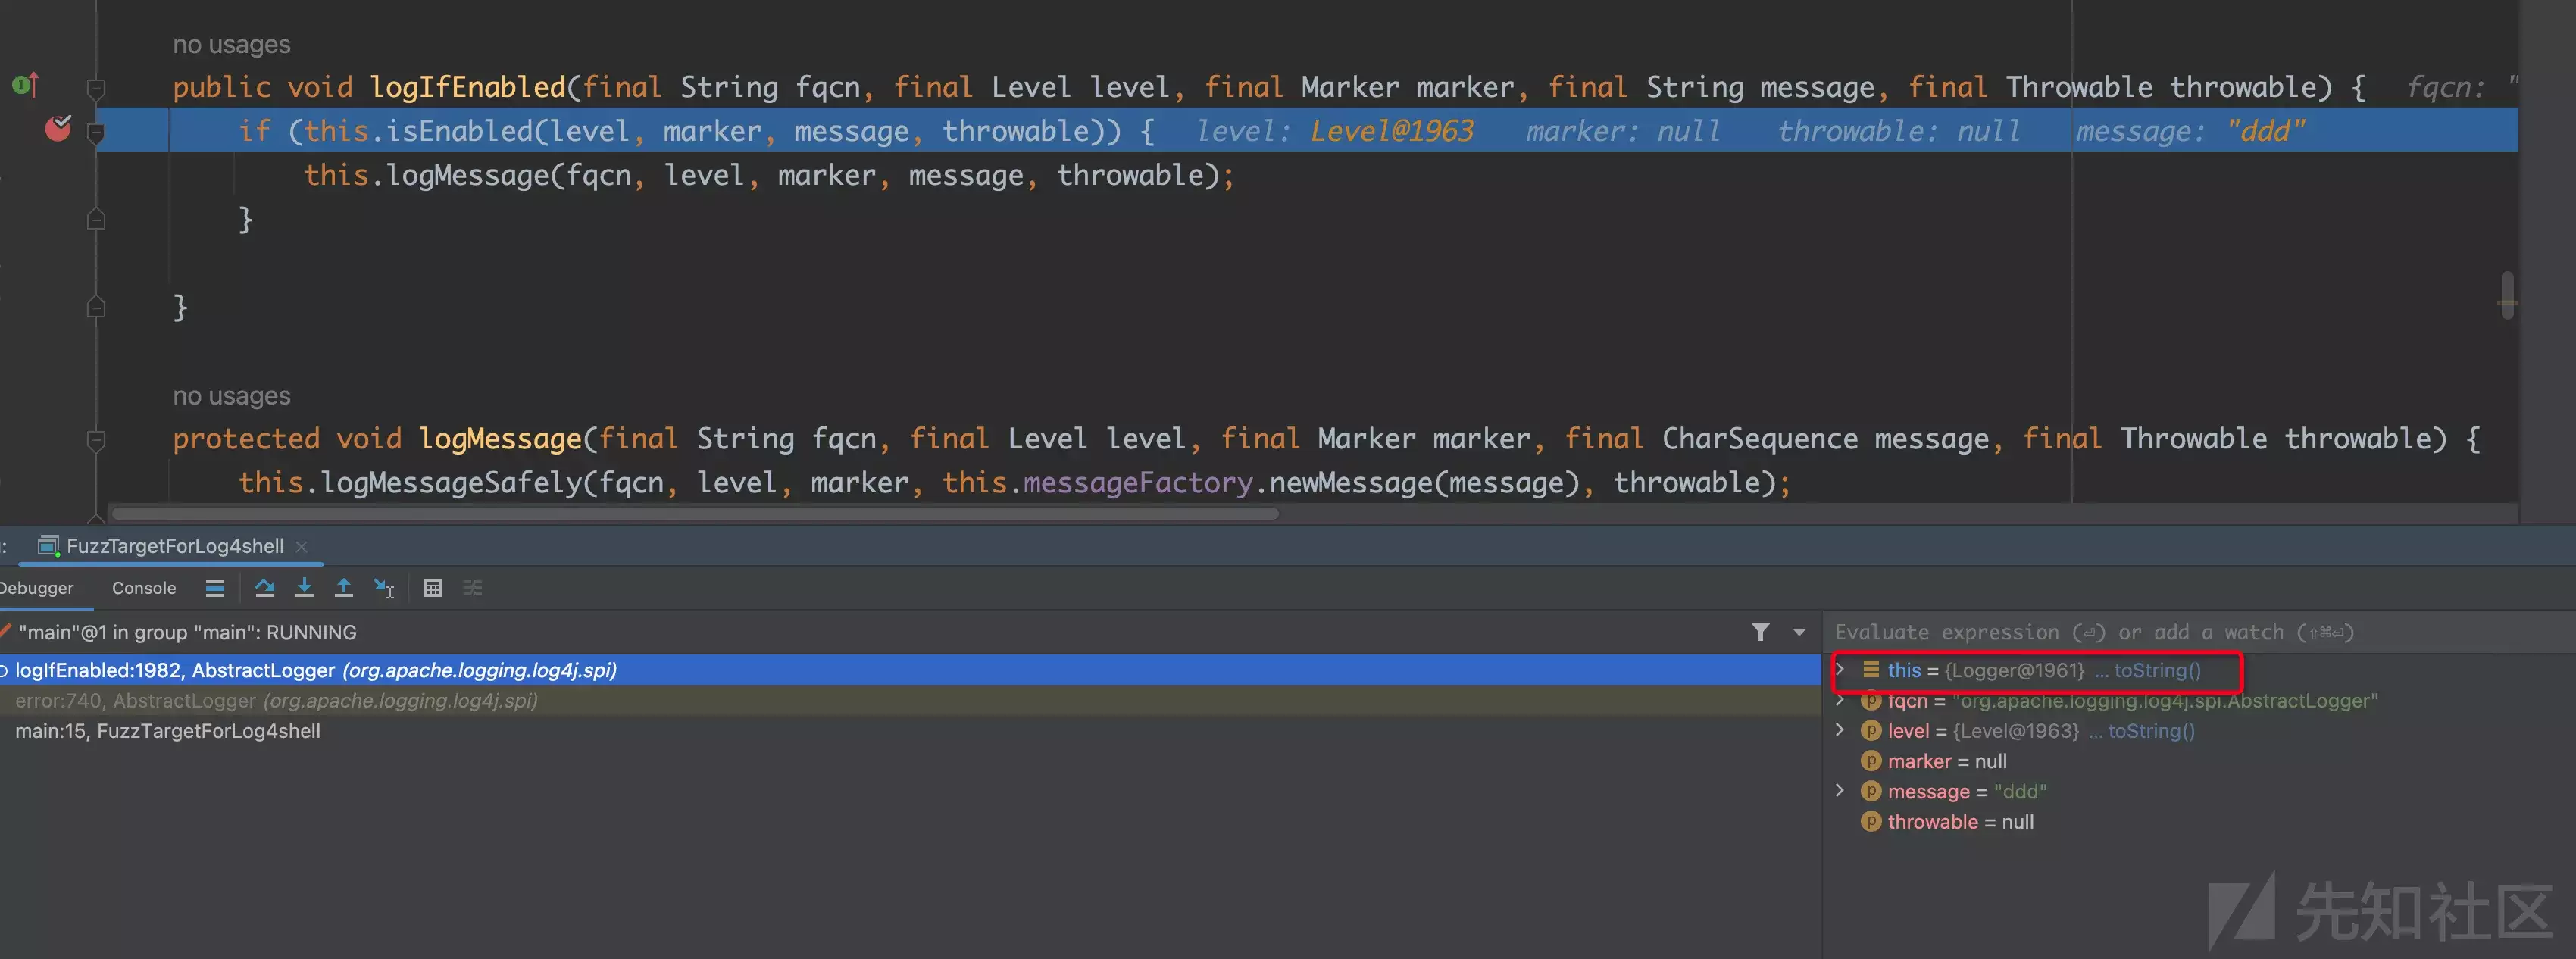 no usages
public void logIfEnabled(final String fqcn, final Level level, final Marker marker, final String message, final Throwable throwable) { fqcn: "
if (this.isEnabled(level, marker, message, throwable)) { level: Level@1963 marker: null throwable: null message: "ddd"
this.logMessage(fqcn, level, marker, message, throwable);
}
}
no usages
protected void logMessage(final String fqcn, final Level level, final Marker marker, final CharSequence message, final Throwable throwable) {
this.logMessageSafely(fqcn, level, marker, this.messageFactory.newMessage(message), throwable);
: FuzzTargetForLog4shell ×
Debugger Console
"main"@1 in group "main": RUNNING
logIfEnabled:1982, AbstractLogger (org.apache.logging.log4j.spi)
error:740, AbstractLogger (org.apache.logging.log4j.spi)
main:15, FuzzTargetForLog4shell
Evaluate expression (⏎) or add a watch (⇧⌘⏎)
this = {Logger@1961} ... toString()
fqcn = "org.apache.logging.log4j.spi.AbstractLogger"
level = {Level@1963} ... toString()
marker = null
message = "ddd"
throwable = null
先知社区